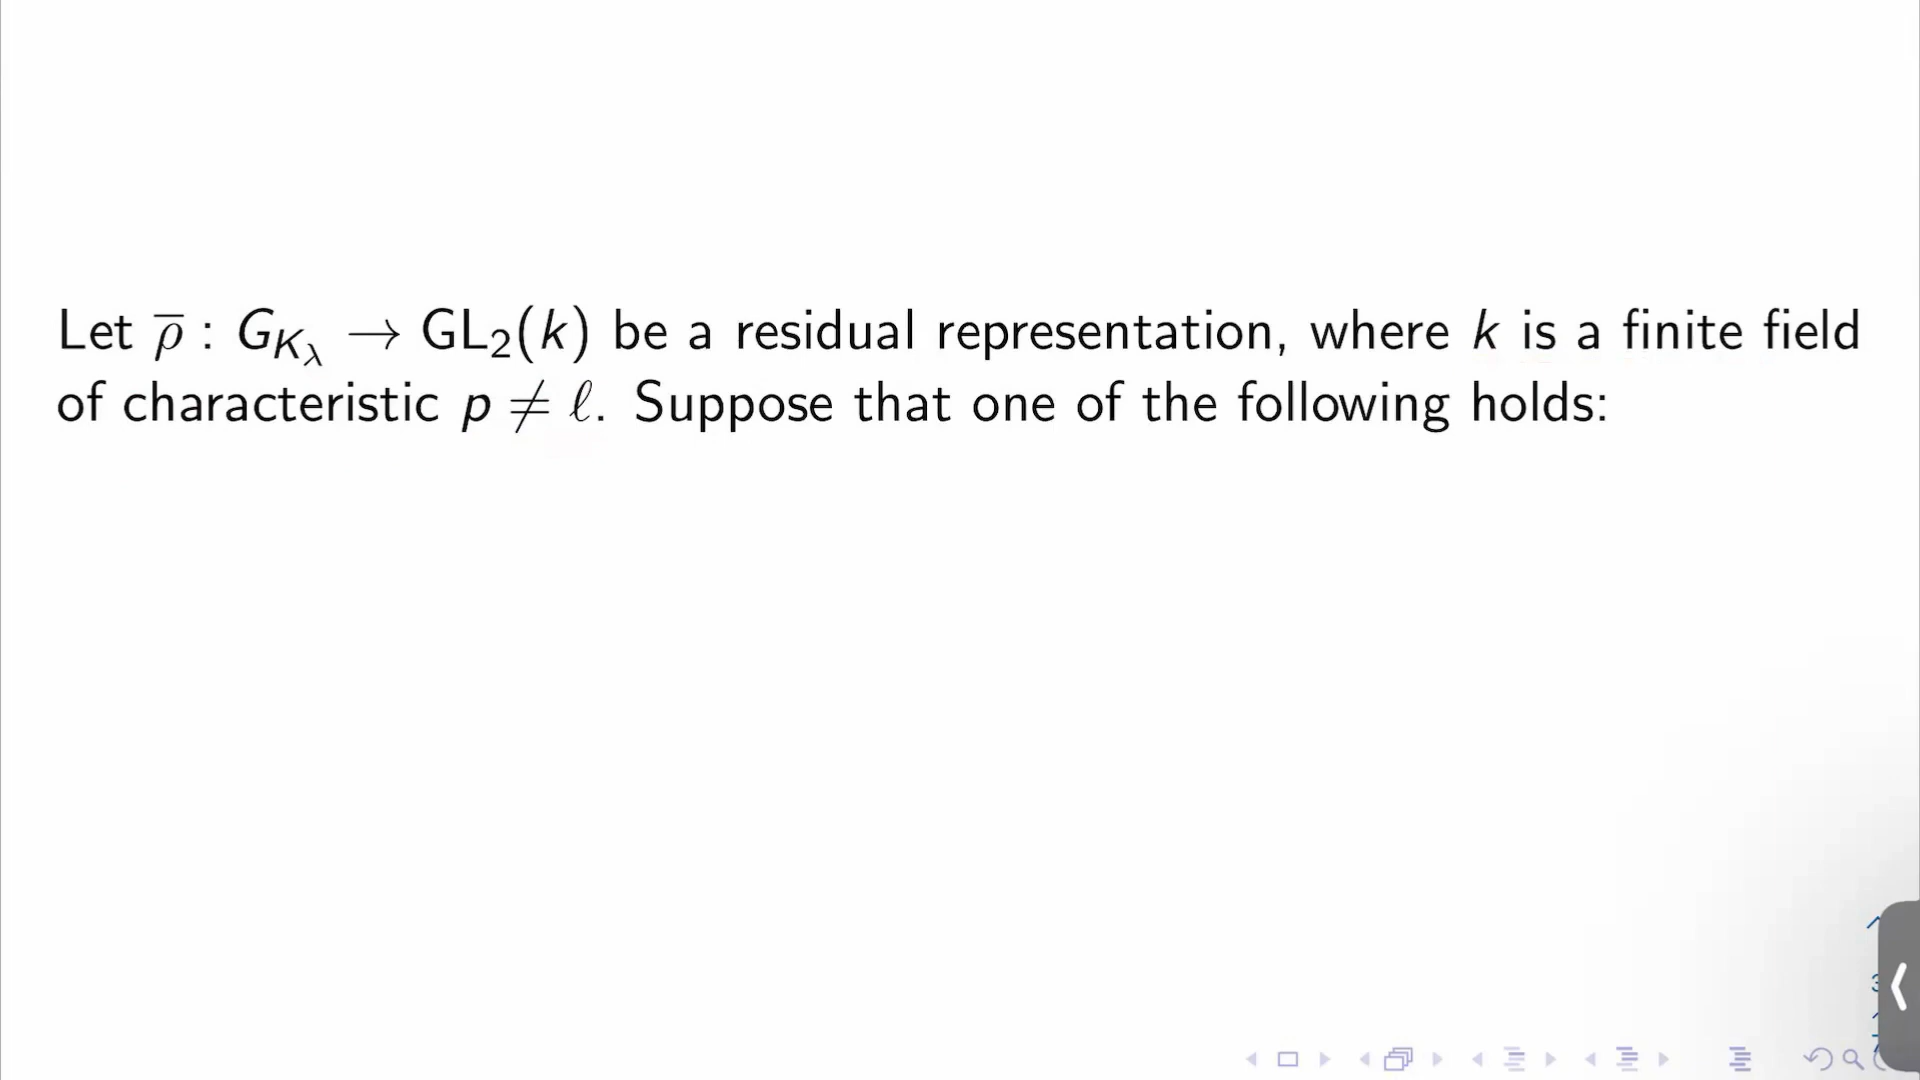 Let ρ̅ : G_{K_λ} → GL₂(k) be a residual representation, where k is a finite field
of characteristic p ≠ ℓ. Suppose that one of the following holds: